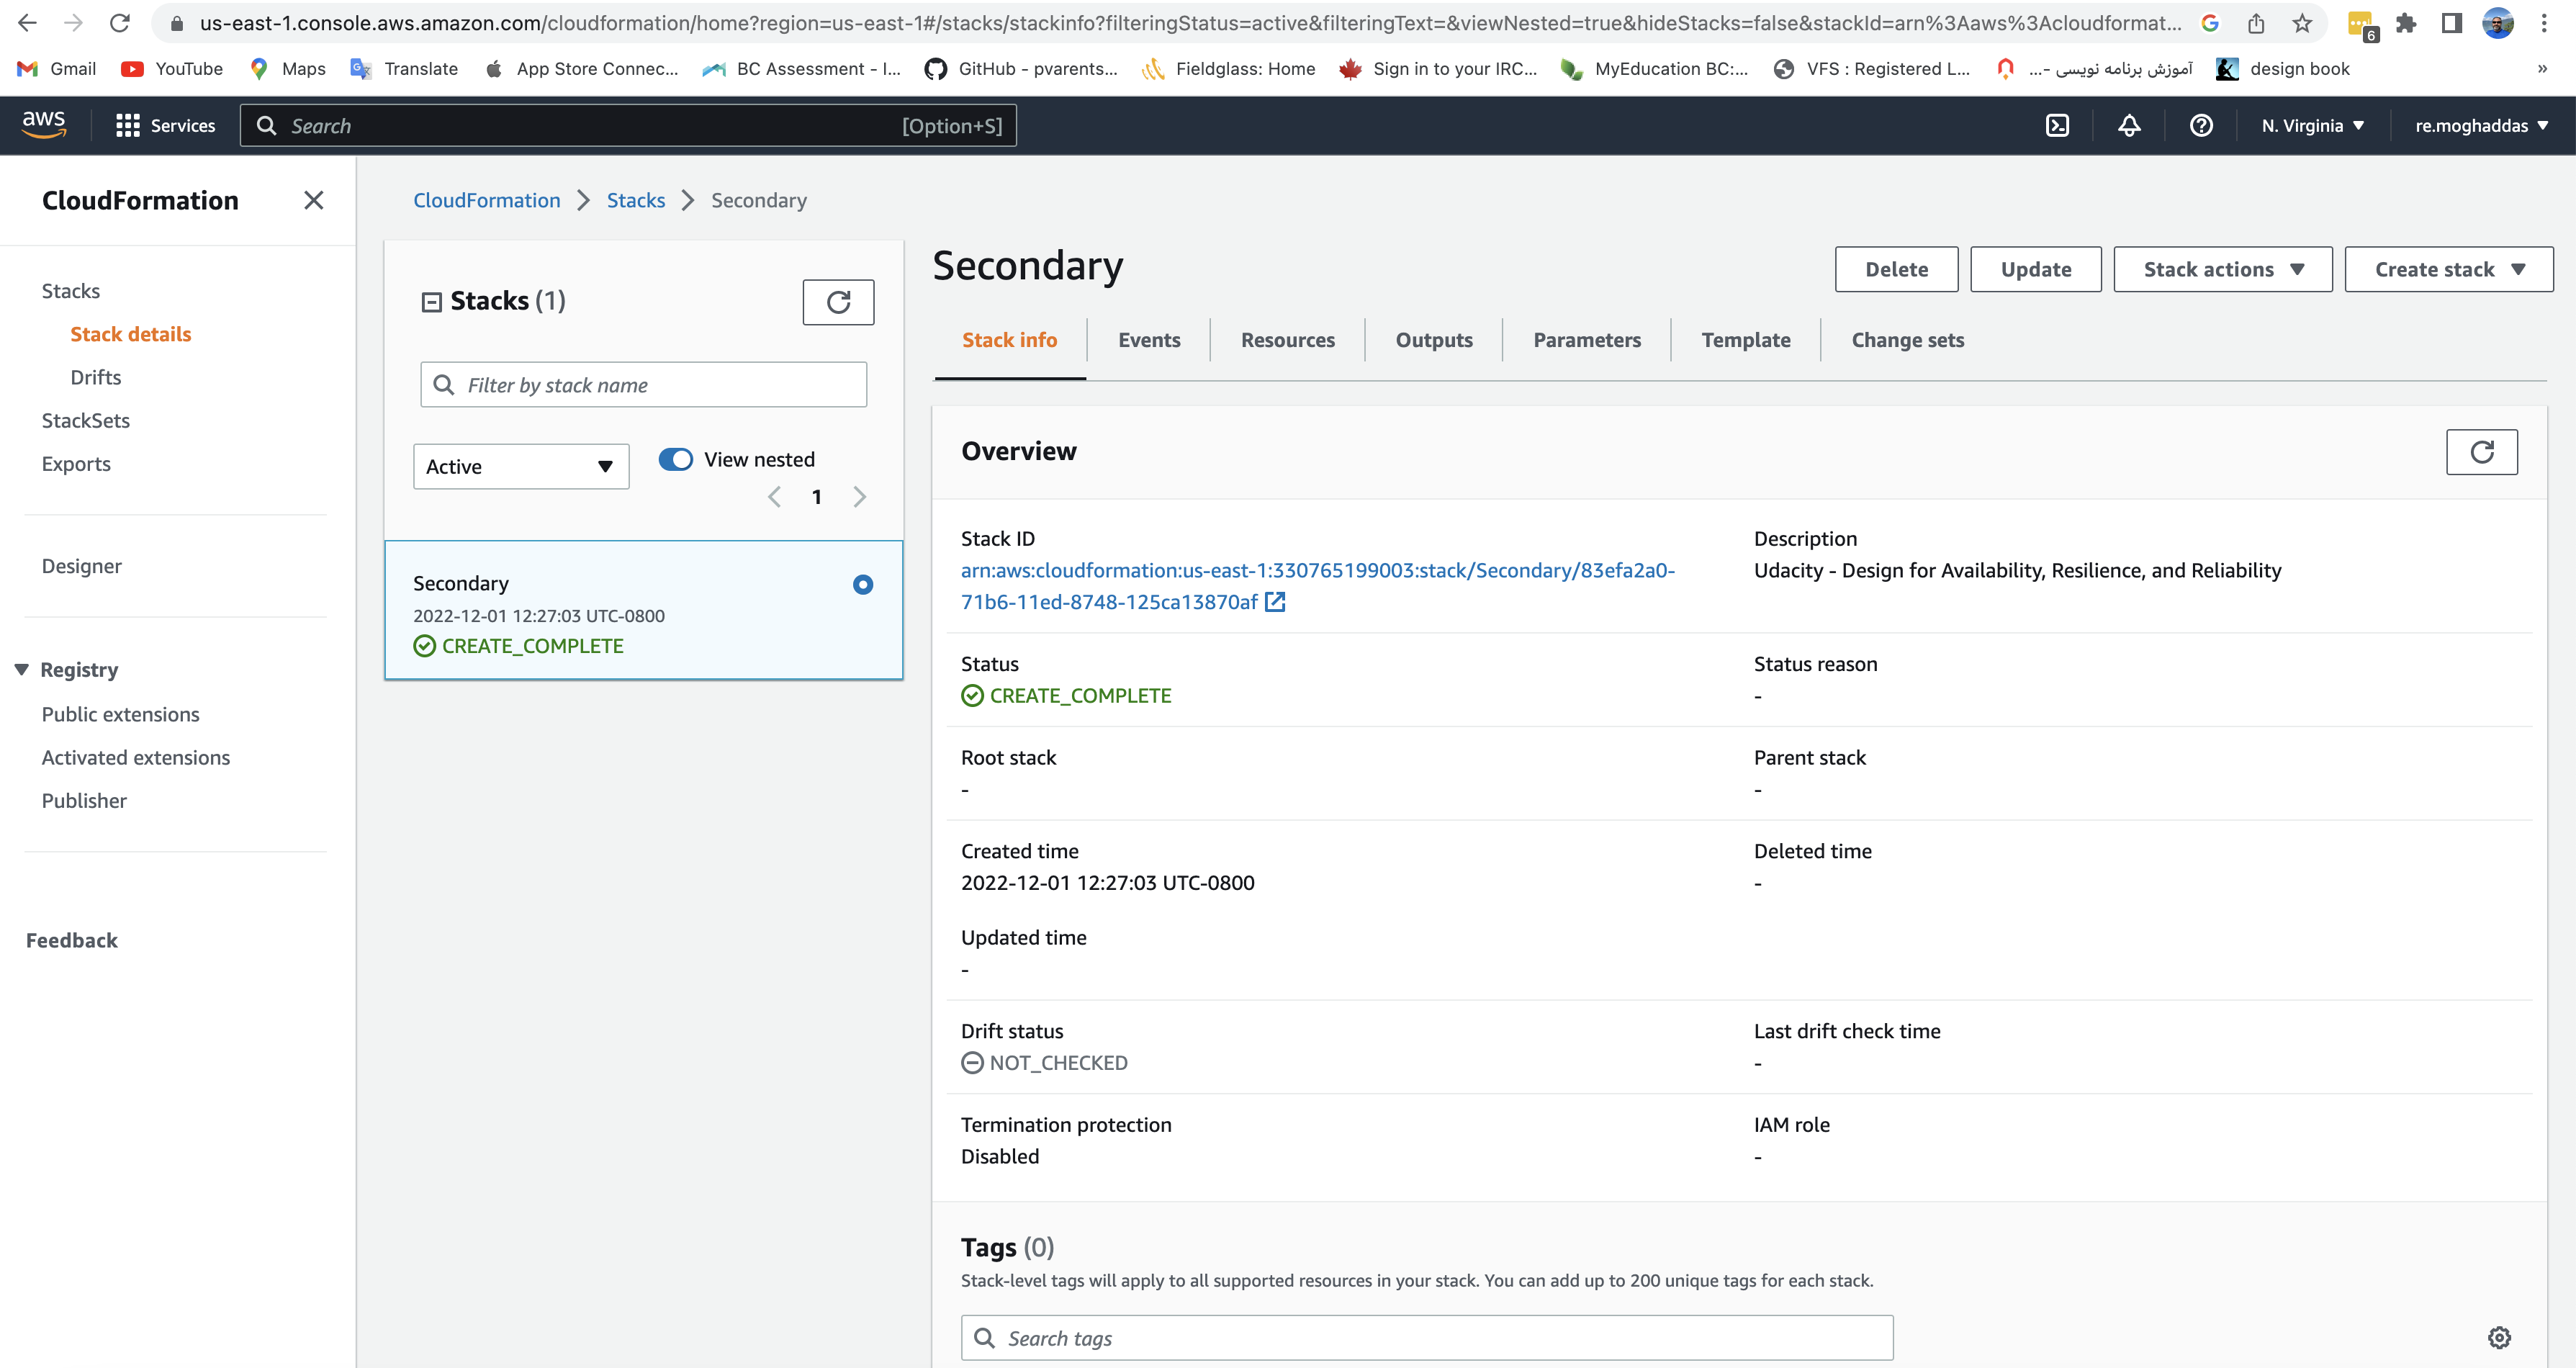 us-east-1.console.aws.amazon.com/cloudformation/home?region=us-east-1#/stacks/stackinfo?filteringStatus=active&filteringText=&viewNested=true&hideStacks=false&stackId=arn%3Aaws%3Acloudformat...
6
Gmail YouTube Maps Translate App Store Connec... BC Assessment - I... GitHub - pvarents... Fieldglass: Home Sign in to your IRC... MyEducation BC:... VFS : Registered L... آموزش برنامه نویسی -... design book »
aws Services Search [Option+S] N. Virginia re.moghaddas
CloudFormation
Stacks
Stack details
Drifts
StackSets
Exports
Designer
Registry
Public extensions
Activated extensions
Publisher
Feedback
CloudFormation Stacks Secondary
Stacks (1)
Filter by stack name
Active View nested
1
Secondary
2022-12-01 12:27:03 UTC-0800
CREATE_COMPLETE
Secondary
Delete Update Stack actions Create stack
Stack info Events Resources Outputs Parameters Template Change sets
Overview
Stack ID
arn:aws:cloudformation:us-east-1:330765199003:stack/Secondary/83efa2a0-
71b6-11ed-8748-125ca13870af
Description
Udacity - Design for Availability, Resilience, and Reliability
Status
CREATE_COMPLETE
Status reason
-
Root stack
-
Parent stack
-
Created time
2022-12-01 12:27:03 UTC-0800
Deleted time
-
Updated time
-
Drift status
NOT_CHECKED
Last drift check time
-
Termination protection
Disabled
IAM role
-
Tags (0)
Stack-level tags will apply to all supported resources in your stack. You can add up to 200 unique tags for each stack.
Search tags